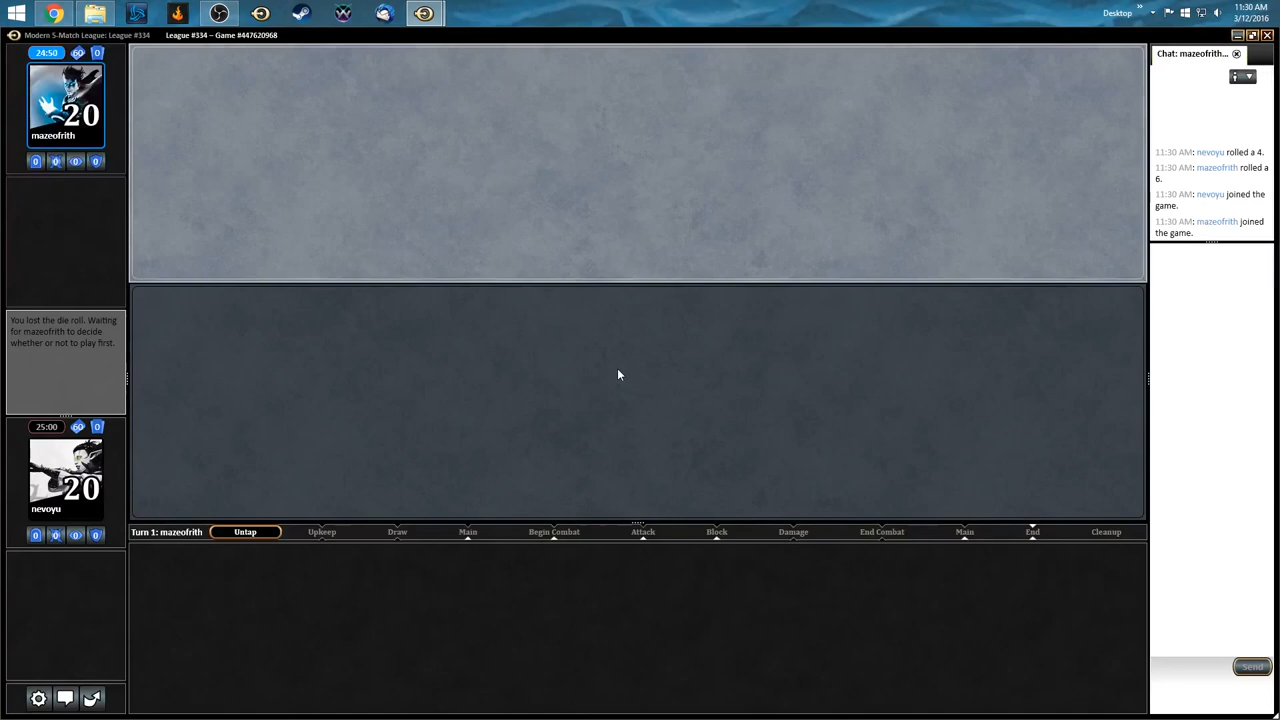 Desktop
»
11:30 AM
3/12/2016
Modern 5-Match League: League #334
League #334 – Game #447620968
24:50
60
0
20
mazeofrith
0
0
0
0
You lost the die roll. Waiting
for mazeofrith to decide
whether or not to play first.
25:00
60
0
20
nevoyu
0
0
0
0
Chat: mazeofrith...
11:30 AM: nevoyu rolled a 4.
11:30 AM: mazeofrith rolled a
6.
11:30 AM: nevoyu joined the
game.
11:30 AM: mazeofrith joined
the game.
Turn 1: mazeofrith
Untap
Upkeep
Draw
Main
Begin Combat
Attack
Block
Damage
End Combat
Main
End
Cleanup
Send